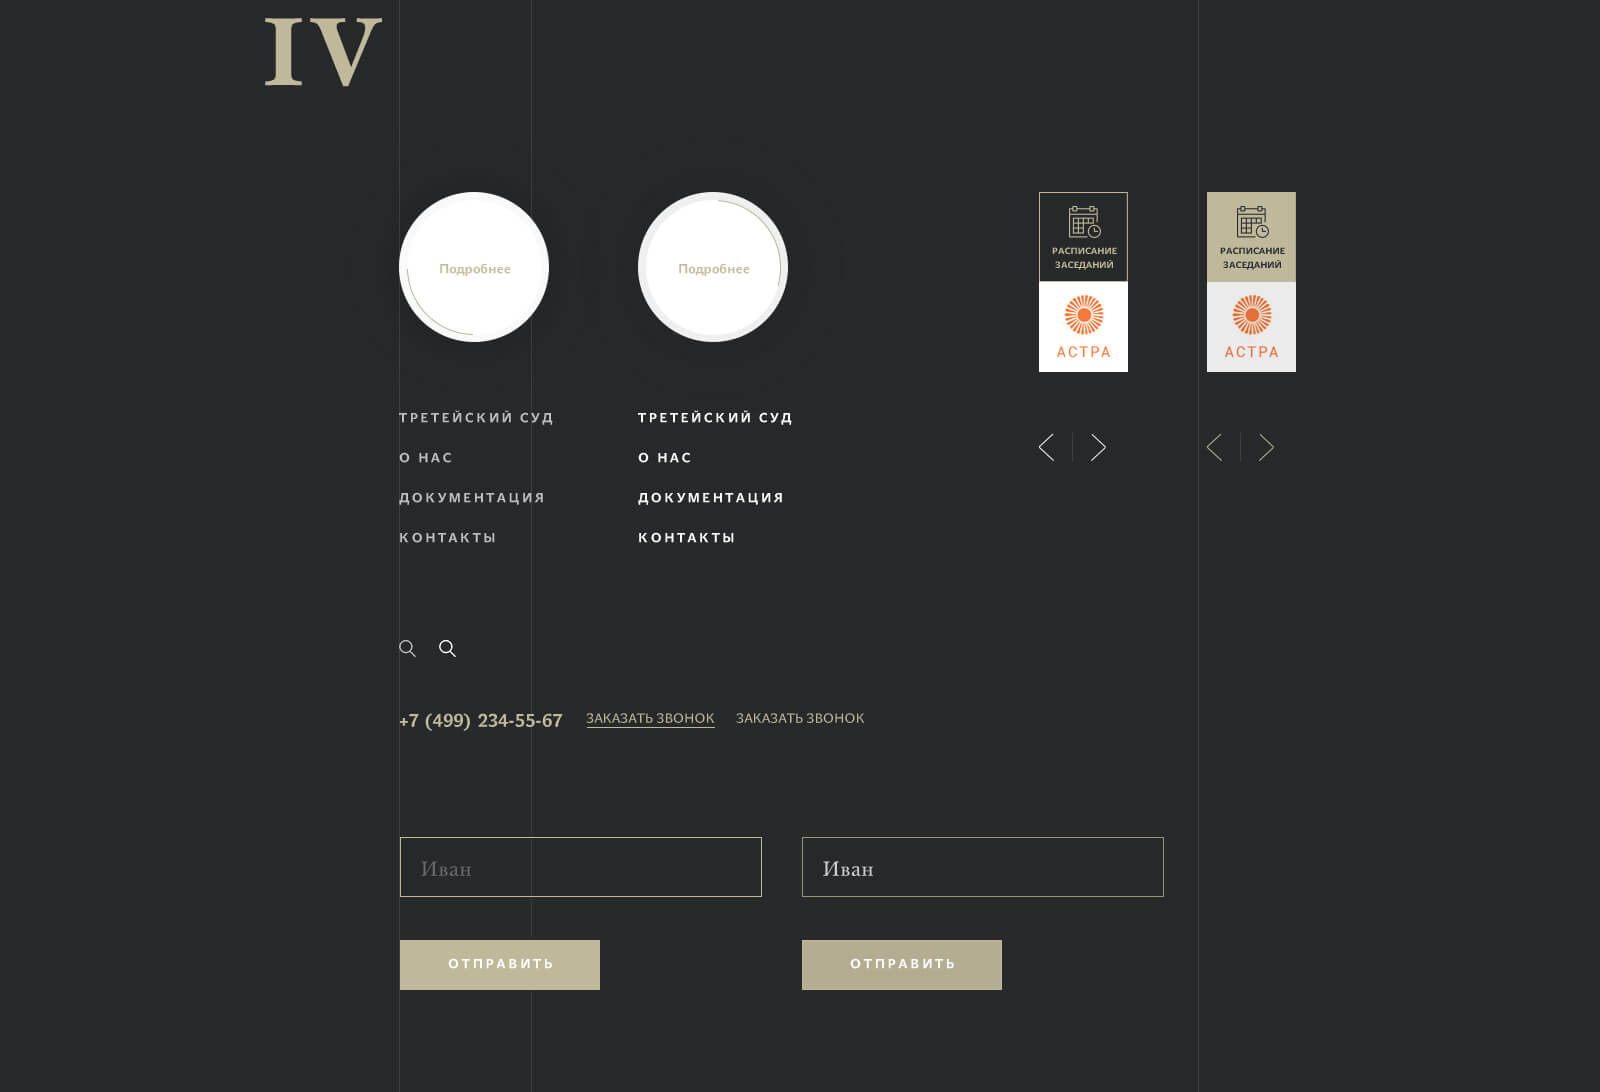 IV
Подробнее
Подробнее
РАСПИСАНИЕ
ЗАСЕДАНИЙ
АСТРА
РАСПИСАНИЕ
ЗАСЕДАНИЙ
АСТРА
ТРЕТЕЙСКИЙ СУД
О НАС
ДОКУМЕНТАЦИЯ
КОНТАКТЫ
ТРЕТЕЙСКИЙ СУД
О НАС
ДОКУМЕНТАЦИЯ
КОНТАКТЫ
+7 (499) 234-55-67
ЗАКАЗАТЬ ЗВОНОК
ЗАКАЗАТЬ ЗВОНОК
Иван
Иван
ОТПРАВИТЬ
ОТПРАВИТЬ